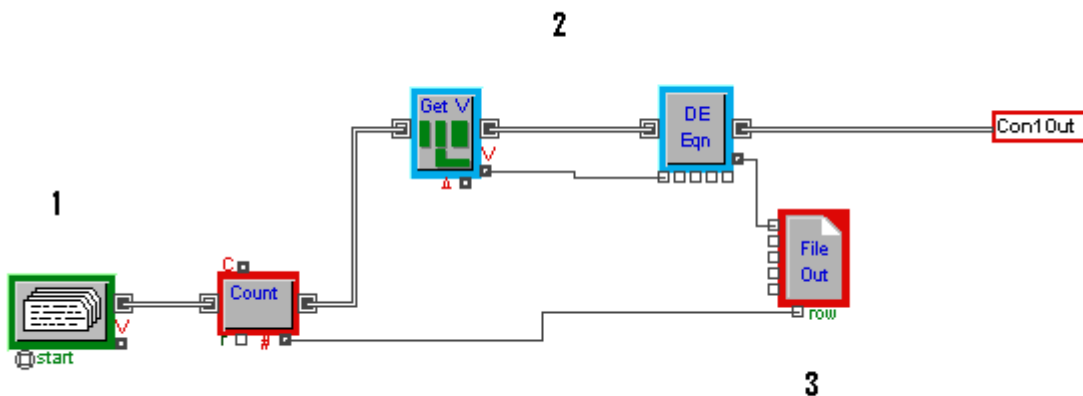 2
Get V
DE
Eqn
Con1Out
V
Δ
1
C
Count
File
Out
V
r
#
row
start
3